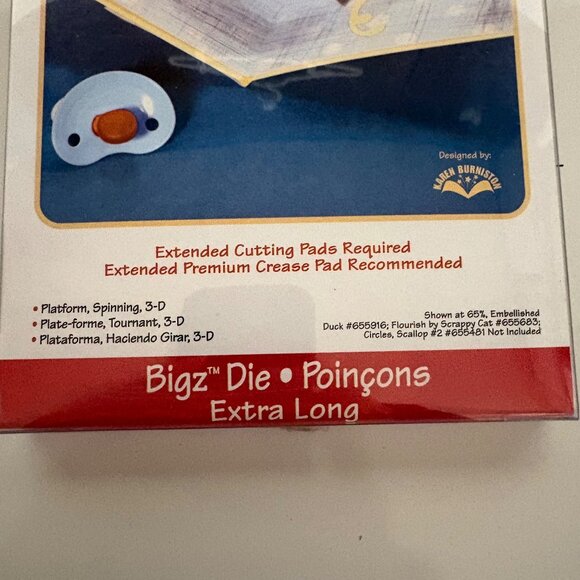 Designed by:
KAREN BURNISTON
Extended Cutting Pads Required
Extended Premium Crease Pad Recommended
• Platform, Spinning, 3-D
• Plate-forme, Tournant, 3-D
• Plataforma, Haciendo Girar, 3-D
Shown at 65%, Embellished
Duck #655916; Flourish by Scrappy Cat #655683;
Circles, Scallop #2 #655481 Not Included
Bigz™ Die • Poinçons
Extra Long